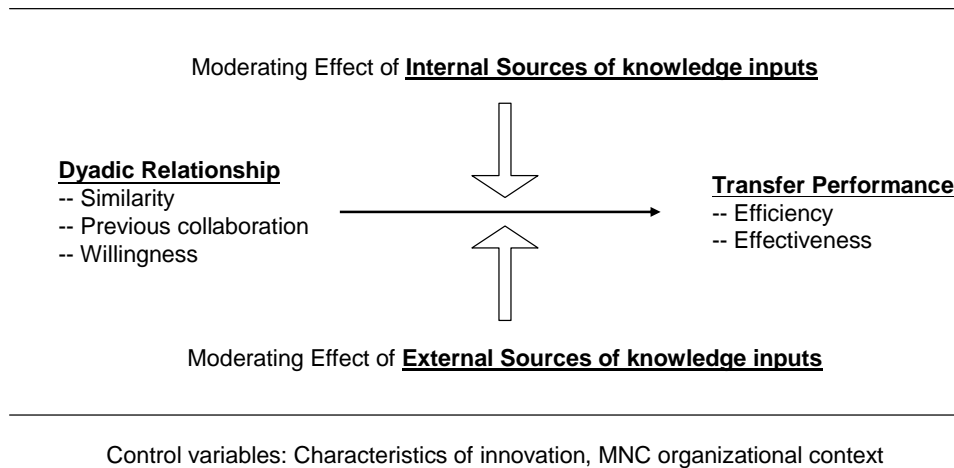 Moderating Effect of Internal Sources of knowledge inputs
Dyadic Relationship
-- Similarity
-- Previous collaboration
-- Willingness
Transfer Performance
-- Efficiency
-- Effectiveness
Moderating Effect of External Sources of knowledge inputs
Control variables: Characteristics of innovation, MNC organizational context